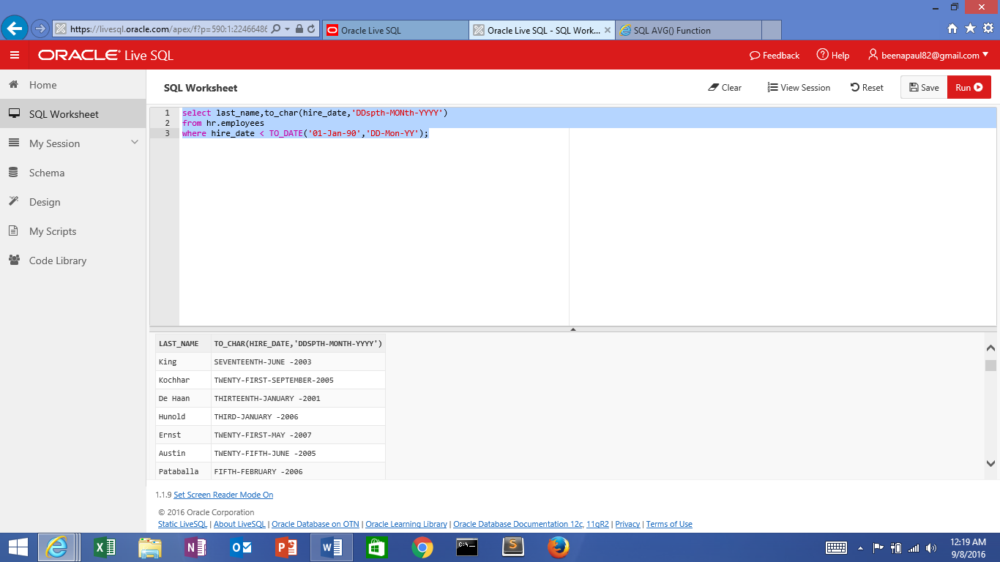 https://livesql.oracle.com/apex/f?p=590:1:22466486
Oracle Live SQL
Oracle Live SQL - SQL Work...
SQL AVG() Function
ORACLE Live SQL
Feedback
Help
beenapaul82@gmail.com
Home
SQL Worksheet
My Session
Schema
Design
My Scripts
Code Library
SQL Worksheet
Clear
View Session
Reset
Save
Run
1 select last_name,to_char(hire_date,'DDspth-MONth-YYYY')
2 from hr.employees
3 where hire_date < TO_DATE('01-Jan-90','DD-Mon-YY');
LAST_NAME TO_CHAR(HIRE_DATE,'DDSPTH-MONTH-YYYY')
King SEVENTEENTH-JUNE -2003
Kochhar TWENTY-FIRST-SEPTEMBER-2005
De Haan THIRTEENTH-JANUARY -2001
Hunold THIRD-JANUARY -2006
Ernst TWENTY-FIRST-MAY -2007
Austin TWENTY-FIFTH-JUNE -2005
Pataballa FIFTH-FEBRUARY -2006
1.1.9 Set Screen Reader Mode On
© 2016 Oracle Corporation
Static LiveSQL | About LiveSQL | Oracle Database on OTN | Oracle Learning Library | Oracle Database Documentation 12c, 11gR2 | Privacy | Terms of Use
12:19 AM
9/8/2016